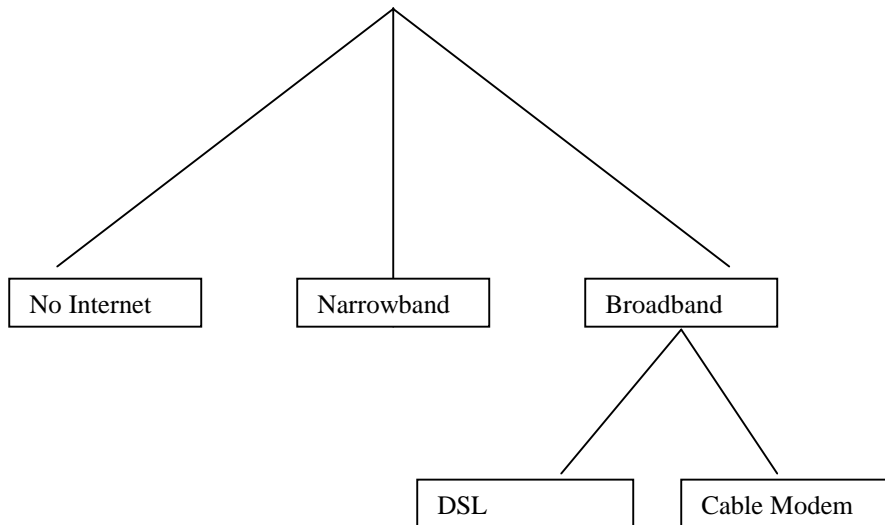 No Internet
Narrowband
Broadband
DSL
Cable Modem